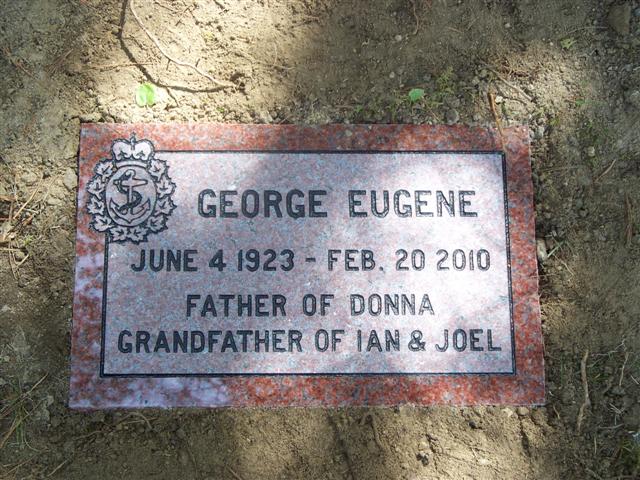 GEORGE EUGENE
JUNE 4 1923 - FEB. 20 2010
FATHER OF DONNA
GRANDFATHER OF IAN & JOEL